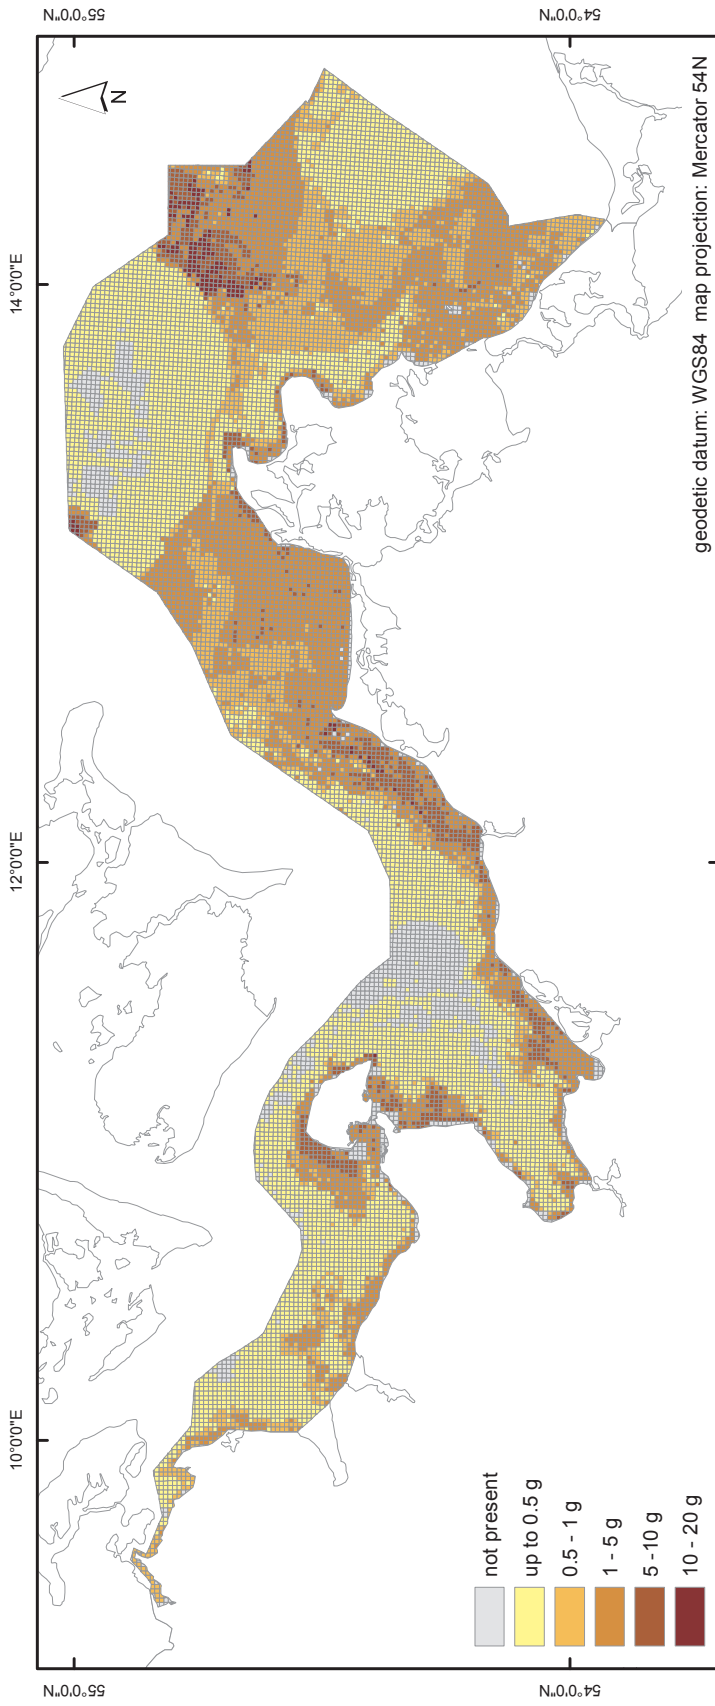 10°0'0"E
12°0'0"E
14°0'0"E
55°0'0"N
55°0'0"N
54°0'0"N
54°0'0"N
N
not present
up to 0.5 g
0.5 - 1 g
1 - 5 g
5 -10 g
10 - 20 g
geodetic datum: WGS84 map projection: Mercator 54N